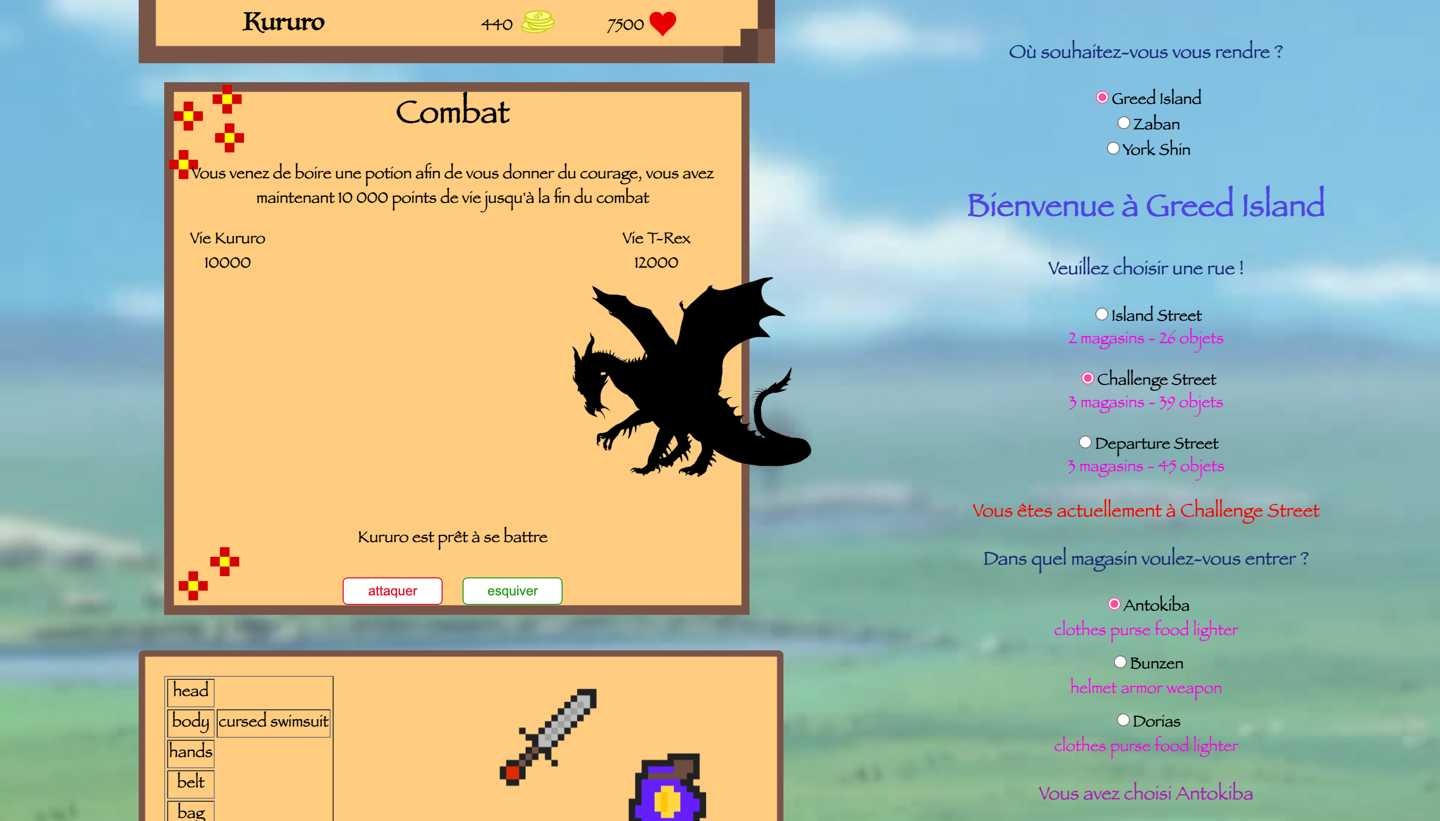 Kururo
440
7500
Combat
Vous venez de boire une potion afin de vous donner du courage, vous avez
maintenant 10 000 points de vie jusqu'à la fin du combat
Vie Kururo
10000
Vie T-Rex
12000
Kururo est prêt à se battre
attaquer
esquiver
head
body cursed swimsuit
hands
belt
bag
Où souhaitez-vous vous rendre ?
Greed Island
Zaban
York Shin
Bienvenue à Greed Island
Veuillez choisir une rue !
Island Street
2 magasins - 26 objets
Challenge Street
3 magasins - 39 objets
Departure Street
3 magasins - 45 objets
Vous êtes actuellement à Challenge Street
Dans quel magasin voulez-vous entrer ?
Antokiba
clothes purse food lighter
Bunzen
helmet armor weapon
Dorias
clothes purse food lighter
Vous avez choisi Antokiba